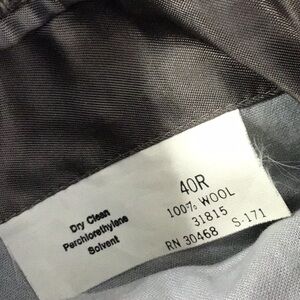 40R
100% WOOL
31815
RN 30468 S-171
Dry Clean
Perchlorethylene
Solvent